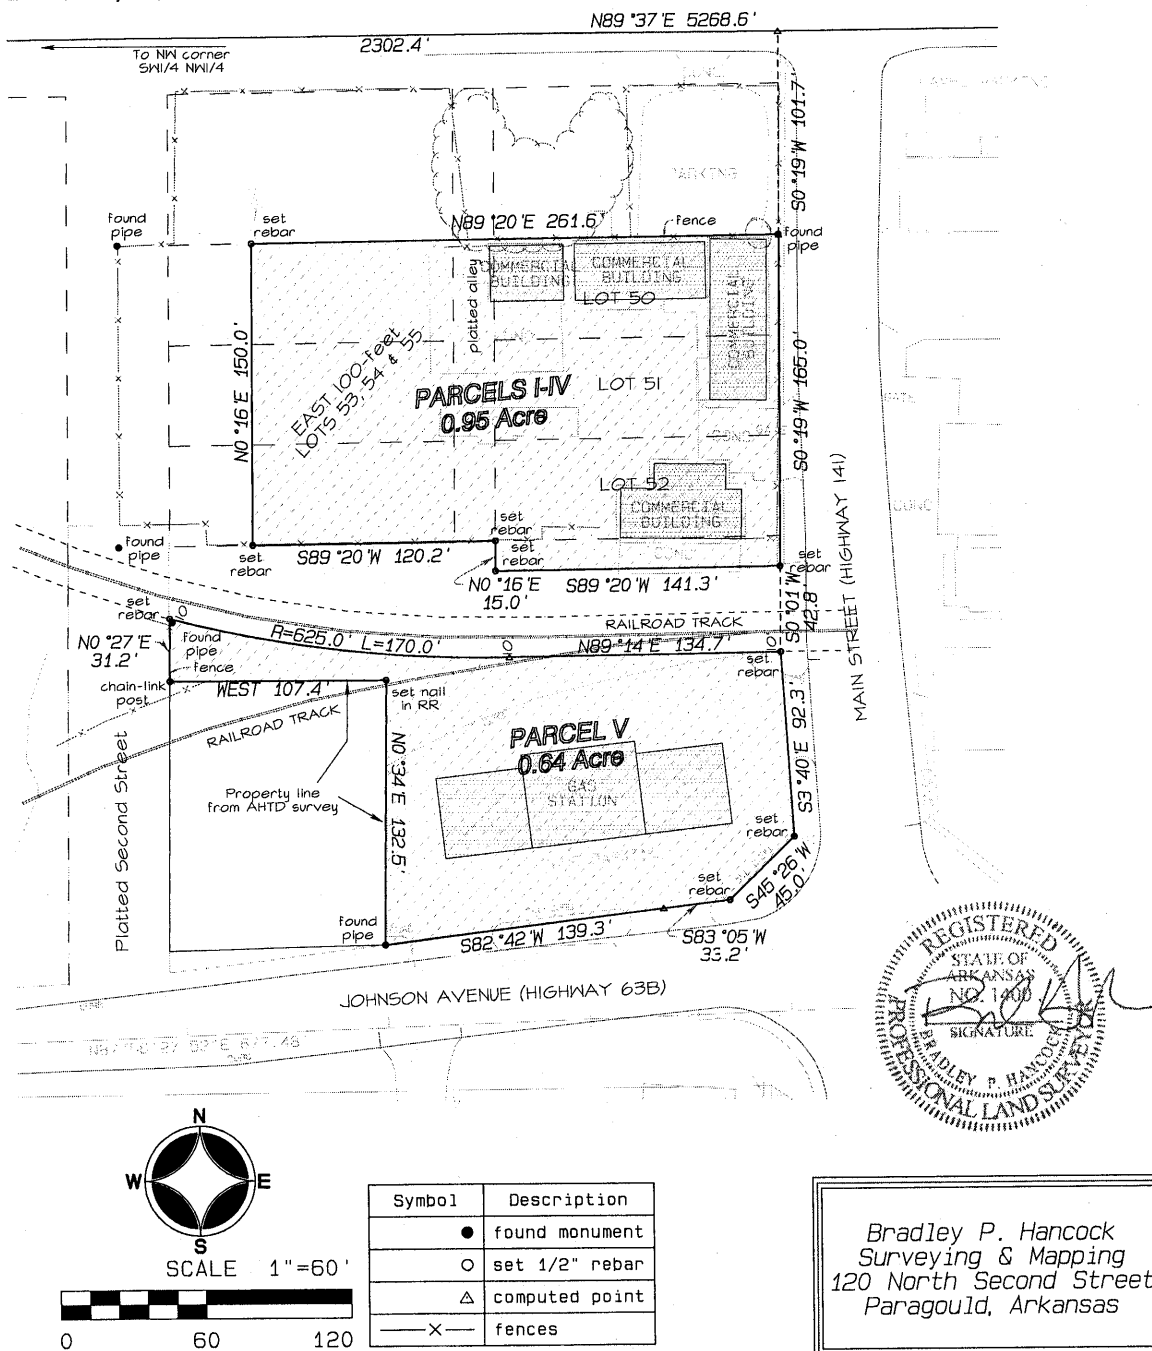 N89°37'E 5268.6'
2302.4'
To NW corner
SW1/4 NW1/4
S0°19'W 101.7'
PARKING
found
pipe
set
rebar
N89°20'E 261.6'
fence
found
pipe
COMMERCIAL
BUILDING
COMMERCIAL
BUILDING
COMMERCIAL
BUILDING
platted alley
LOT 50
N0°16'E 150.0'
EAST 100-feet
LOTS 53, 54 & 55
PARCELS I-IV
0.95 Acre
LOT 51
S0°19'W 165.0'
CONC
LOT 52
COMMERCIAL
BUILDING
CONC
found
pipe
set
rebar
S89°20'W 120.2'
set
rebar
set
rebar
N0°16'E
15.0'
S89°20'W 141.3'
set
rebar
S0°01'W
42.8'
MAIN STREET (HIGHWAY 141)
CONC
set
rebar
N0°27'E
31.2'
found
pipe
fence
R=625.0' L=170.0'
RAILROAD TRACK
N89°14'E 134.7'
set
rebar
chain-link
post
WEST 107.4'
set nail
in RR
RAILROAD TRACK
Platted Second Street
Property line
from AHTD survey
N0°34'E 132.5'
PARCEL V
0.64 Acre
GAS
STATION
S3°40'E 92.3'
set
rebar
S45°26'W
45.0'
set
rebar
found
pipe
S82°42'W 139.3'
S83°05'W
33.2'
JOHNSON AVENUE (HIGHWAY 63B)
REGISTERED
STATE OF
ARKANSAS
NO. 1400
SIGNATURE
BRADLEY P. HANCOCK
PROFESSIONAL LAND SURVEYOR
N
W E
S
SCALE 1"=60'
0 60 120
Symbol Description
● found monument
○ set 1/2" rebar
△ computed point
—x— fences
Bradley P. Hancock
Surveying & Mapping
120 North Second Street
Paragould, Arkansas